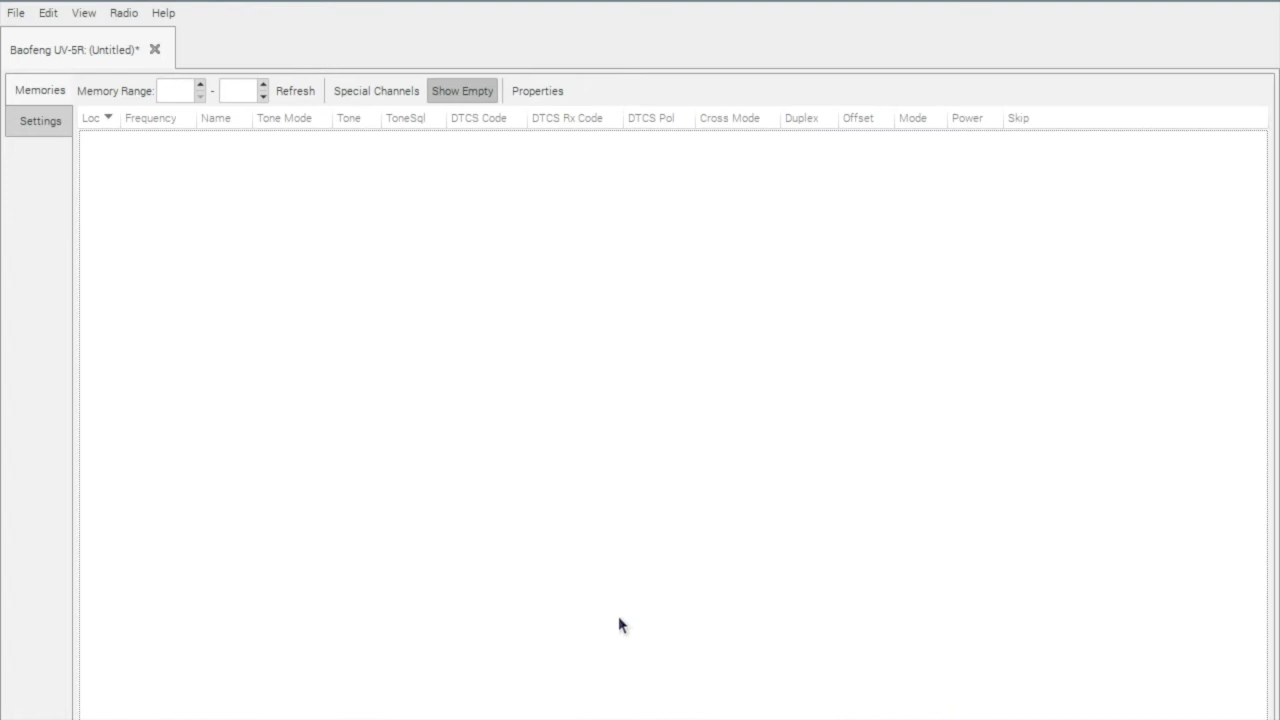 File Edit View Radio Help
Baofeng UV-5R: (Untitled)*
Memories Memory Range: - Refresh Special Channels Show Empty Properties
Settings Loc Frequency Name Tone Mode Tone ToneSql DTCS Code DTCS Rx Code DTCS Pol Cross Mode Duplex Offset Mode Power Skip